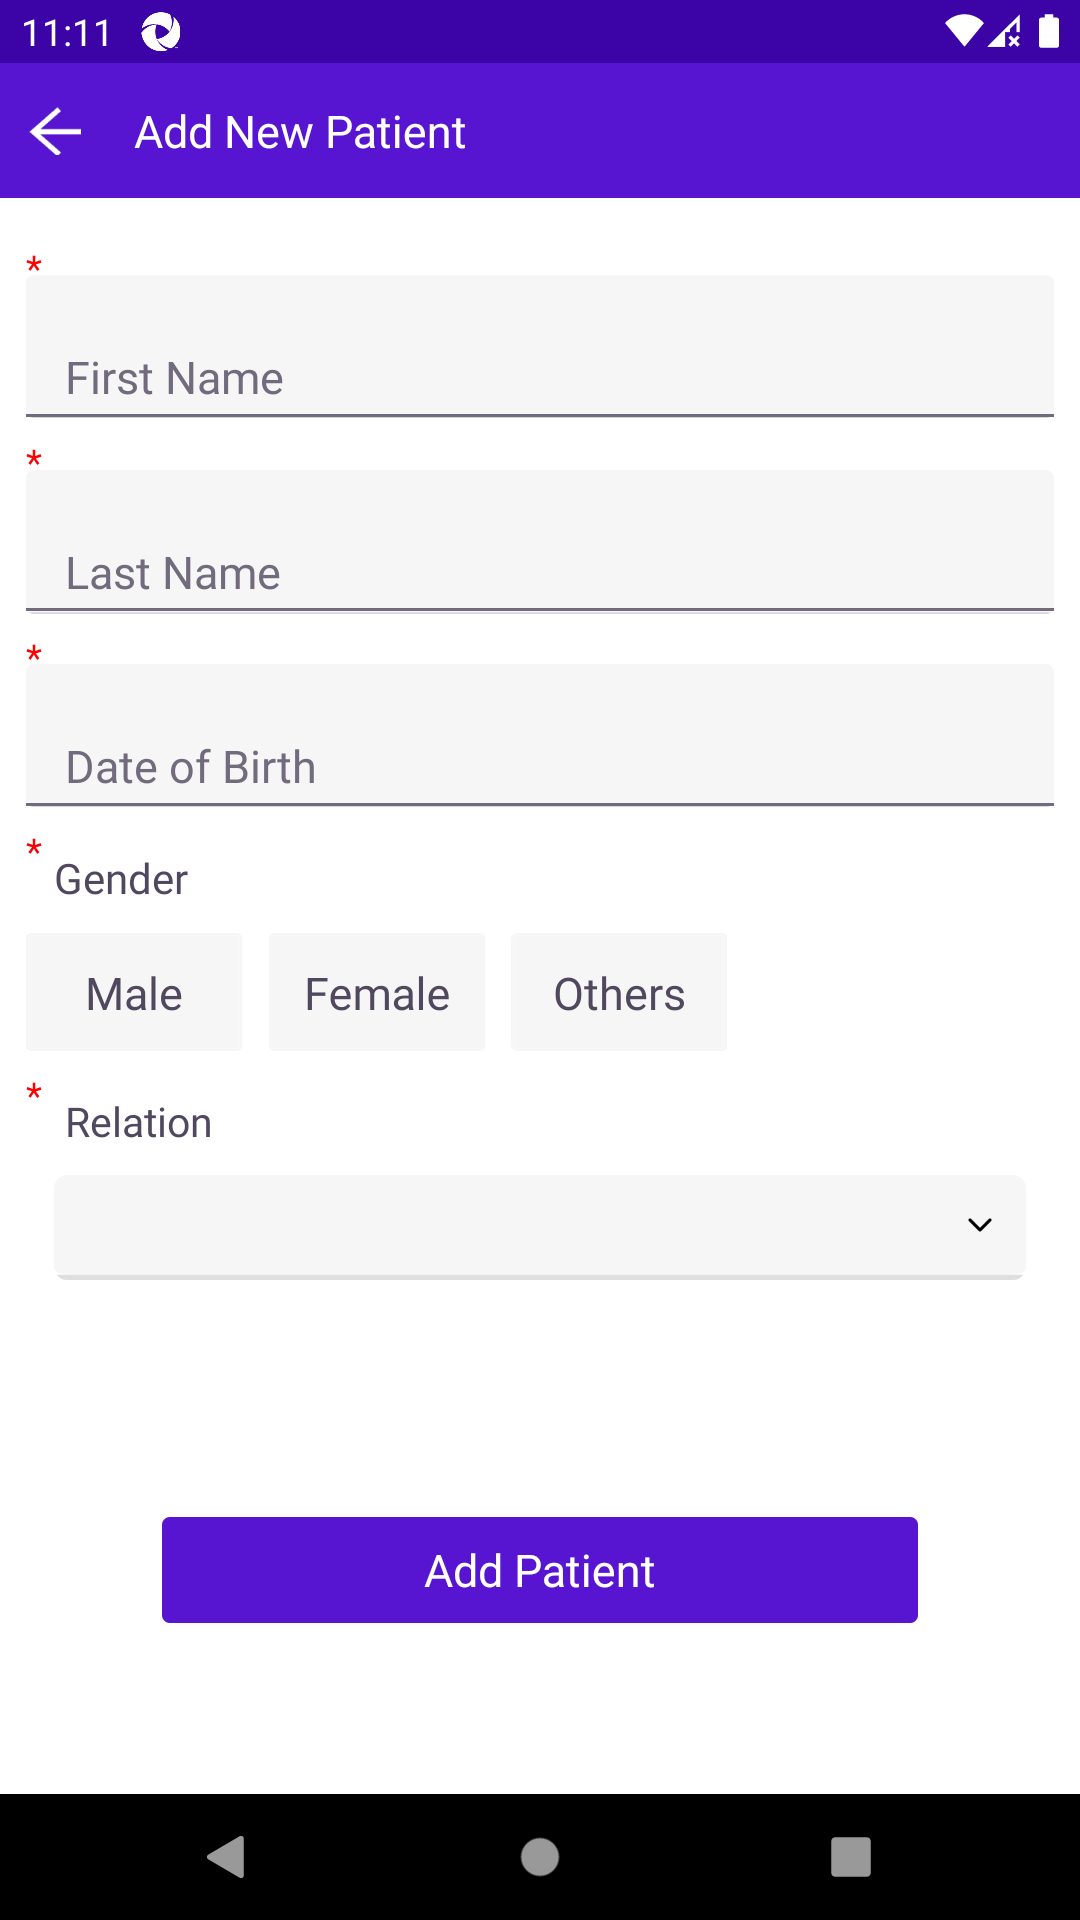 11:11
Add New Patient
*
First Name
*
Last Name
*
Date of Birth
*
Gender
Male Female Others
*
Relation
Add Patient